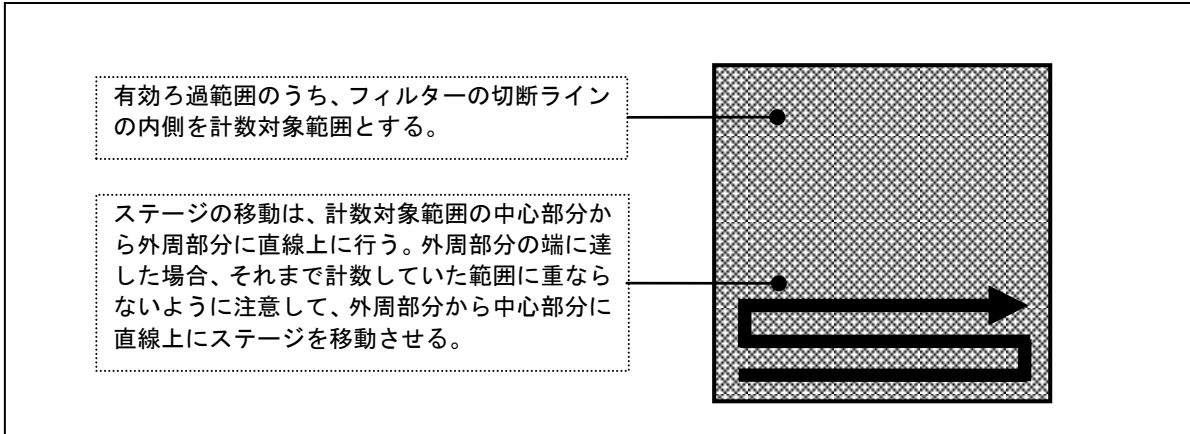 有効ろ過範囲のうち、フィルターの切断ライン
の内側を計数対象範囲とする。
ステージの移動は、計数対象範囲の中心部分か
ら外周部分に直線上に行う。外周部分の端に達
した場合、それまで計数していた範囲に重なら
ないように注意して、外周部分から中心部分に
直線上にステージを移動させる。